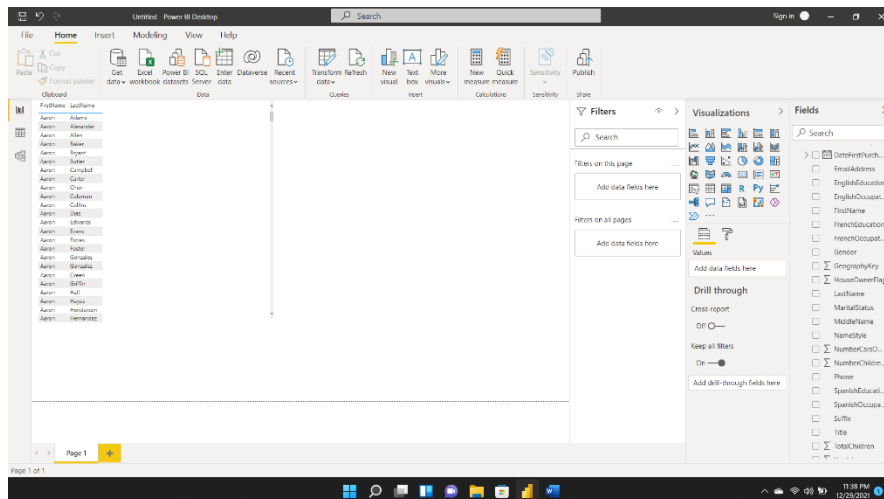 Untitled Power BI Desktop
Search
Sign in
File Home Insert Modeling View Help
Paste
Cut
Copy
Format painter
Clipboard
Get data
Excel workbook
Power BI datasets
SQL Server
Enter data
Dataverse
Recent sources
Data
Transform data
Refresh
Queries
New visual
Text box
More visuals
Insert
New measure
Quick measure
Calculations
Sensitivity
Sensitivity
Publish
Share
FirstName LastName
Aaron Adams
Aaron Alexander
Aaron Allen
Aaron Baker
Aaron Bryant
Aaron Butler
Aaron Campbell
Aaron Carter
Aaron Chen
Aaron Coleman
Aaron Collins
Aaron Diaz
Aaron Edwards
Aaron Evans
Aaron Flores
Aaron Foster
Aaron Gonzales
Aaron Gonzalez
Aaron Green
Aaron Griffin
Aaron Hall
Aaron Hayes
Aaron Henderson
Aaron Hernandez
Filters
Search
Filters on this page ...
Add data fields here
Filters on all pages ...
Add data fields here
Visualizations
R Py
...
Values
Add data fields here
Drill through
Cross-report
Off
Keep all filters
On
Add drill-through fields here
Fields
Search
DateFirstPurch...
EmailAddress
EnglishEducation
EnglishOccupat...
FirstName
FrenchEducation
FrenchOccupat...
Gender
GeographyKey
HouseOwnerFlag
LastName
MaritalStatus
MiddleName
NameStyle
NumberCarsO...
NumberChildre...
Phone
SpanishEducati...
SpanishOccupa...
Suffix
Title
TotalChildren
Page 1
Page 1 of 1
11:38 PM
12/29/2021